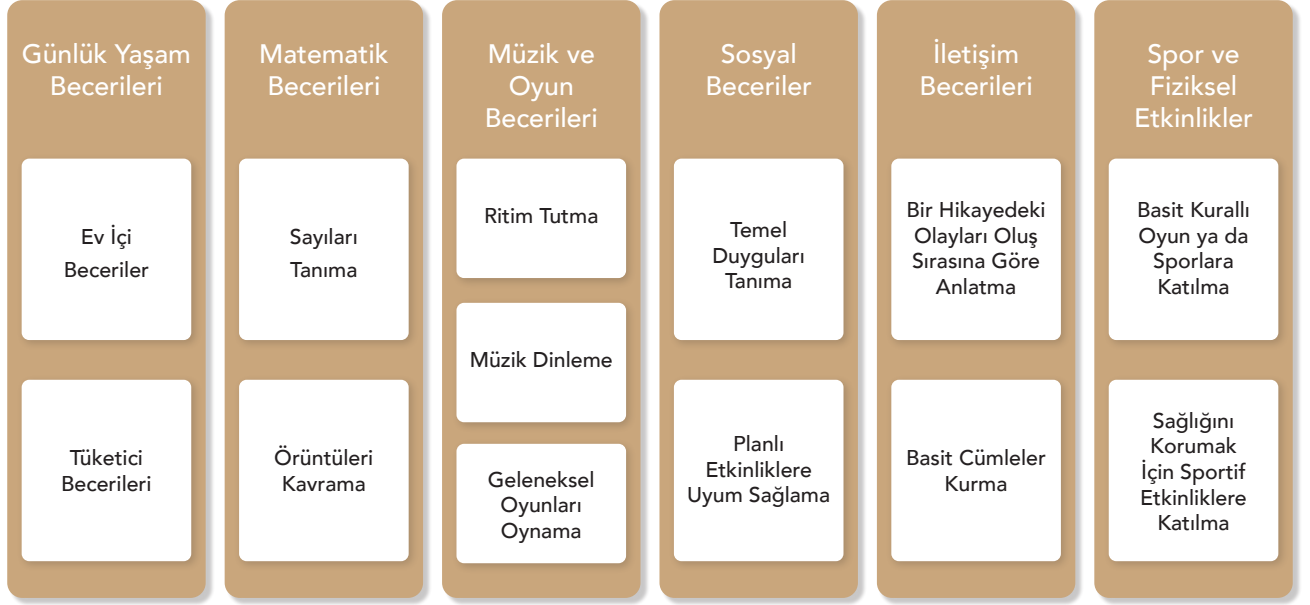 Günlük Yaşam
Becerileri
Ev İçi
Beceriler
Tüketici
Becerileri
Matematik
Becerileri
Sayıları
Tanıma
Örüntüleri
Kavrama
Müzik ve
Oyun
Becerileri
Ritim Tutma
Müzik Dinleme
Geleneksel
Oyunları
Oynama
Sosyal
Beceriler
Temel
Duyguları
Tanıma
Planlı
Etkinliklere
Uyum Sağlama
İletişim
Becerileri
Bir Hikayedeki
Olayları Oluş
Sırasına Göre
Anlatma
Basit Cümleler
Kurma
Spor ve
Fiziksel
Etkinlikler
Basit Kurallı
Oyun ya da
Sporlara
Katılma
Sağlığını
Korumak
İçin Sportif
Etkinliklere
Katılma